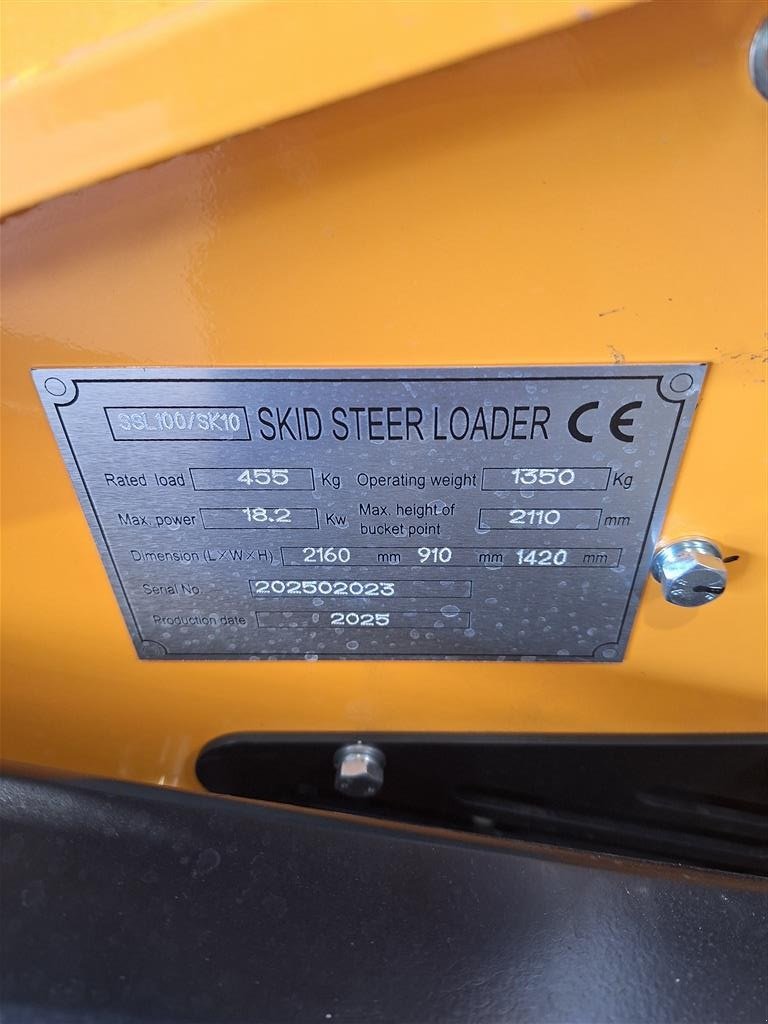 SSL100/SK10 SKID STEER LOADER CE
Rated load 455 Kg Operating weight 1350 Kg
Max. power 18.2 Kw Max. height of bucket point 2110 mm
Dimension (L×W×H) 2160 mm 910 mm 1420 mm
Serial No. 202502023
Production date 2025